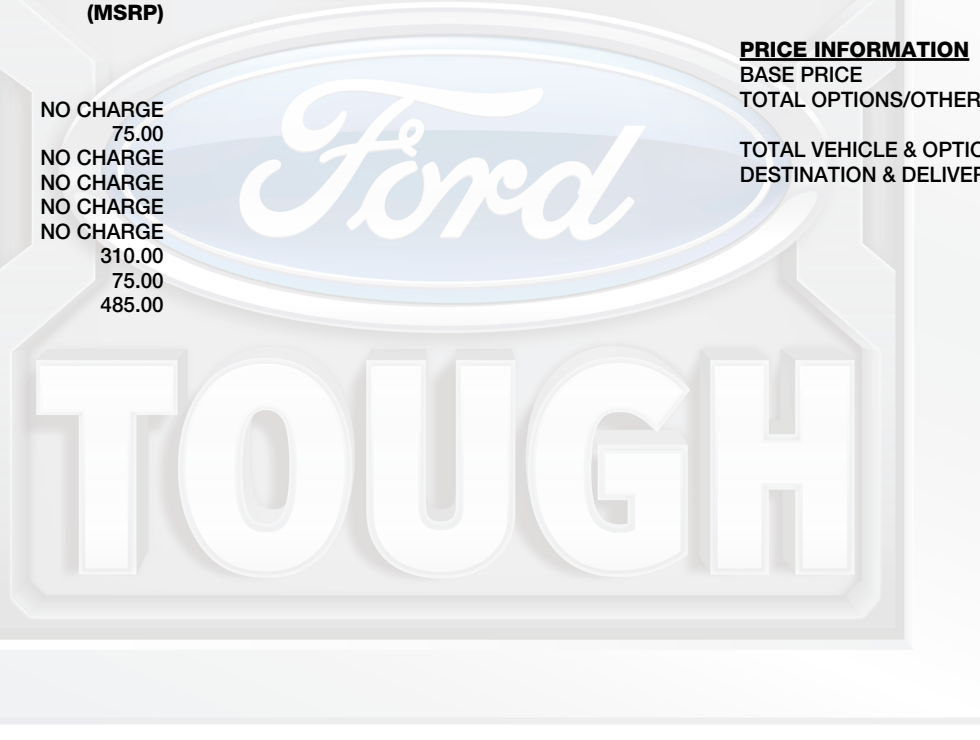 (MSRP)
NO CHARGE
75.00
NO CHARGE
NO CHARGE
NO CHARGE
NO CHARGE
310.00
75.00
485.00
PRICE INFORMATION
BASE PRICE
TOTAL OPTIONS/OTHER
TOTAL VEHICLE & OPTIO
DESTINATION & DELIVER
Ford
TOUGH